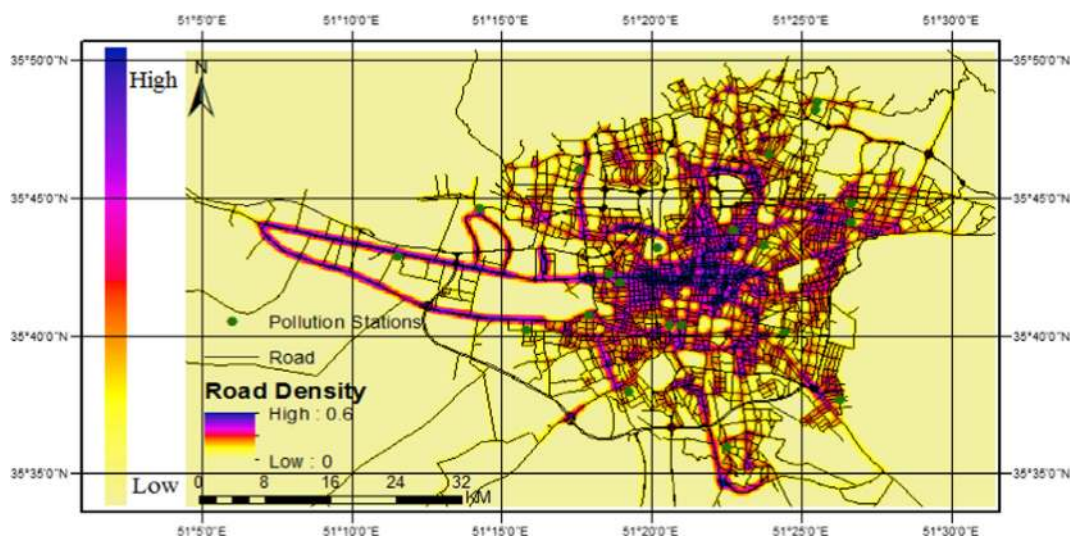 51°5'0"E 51°10'0"E 51°15'0"E 51°20'0"E 51°25'0"E 51°30'0"E
35°50'0"N 35°50'0"N
High
N
35°45'0"N 35°45'0"N
Pollution Stations
35°40'0"N 35°40'0"N
Road
Road Density
High : 0.6
Low : 0
35°35'0"N 35°35'0"N
Low
0 4 8 16 24 32
KM
51°5'0"E 51°10'0"E 51°15'0"E 51°20'0"E 51°25'0"E 51°30'0"E